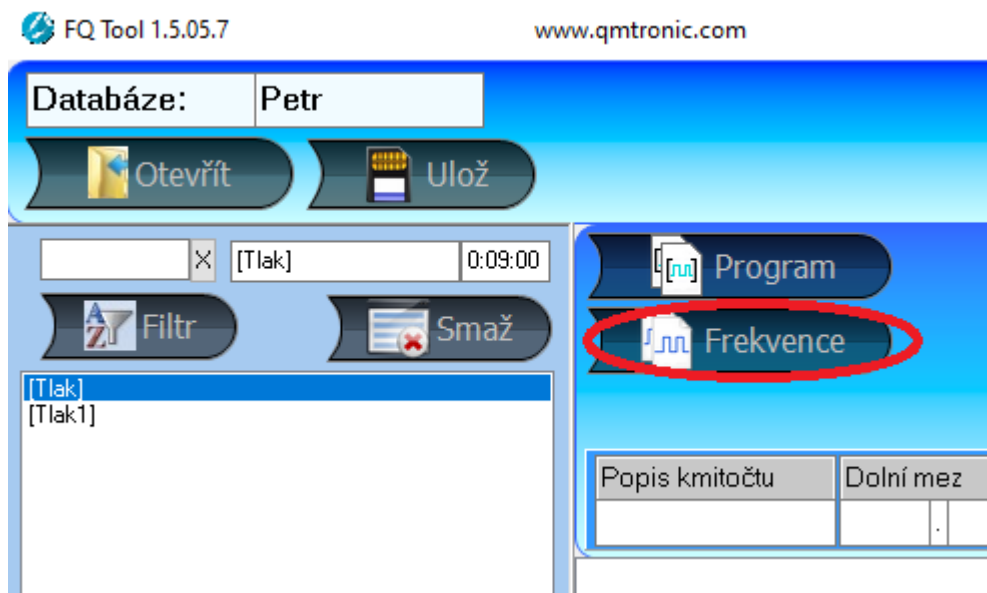 FQ Tool 1.5.05.7
www.qmtronic.com
Databáze:
Petr
Otevřít
Ulož
X
[Tlak]
0:09:00
Program
Filtr
Smaž
Frekvence
[Tlak]
[Tlak1]
Popis kmitočtu
Dolní mez
.